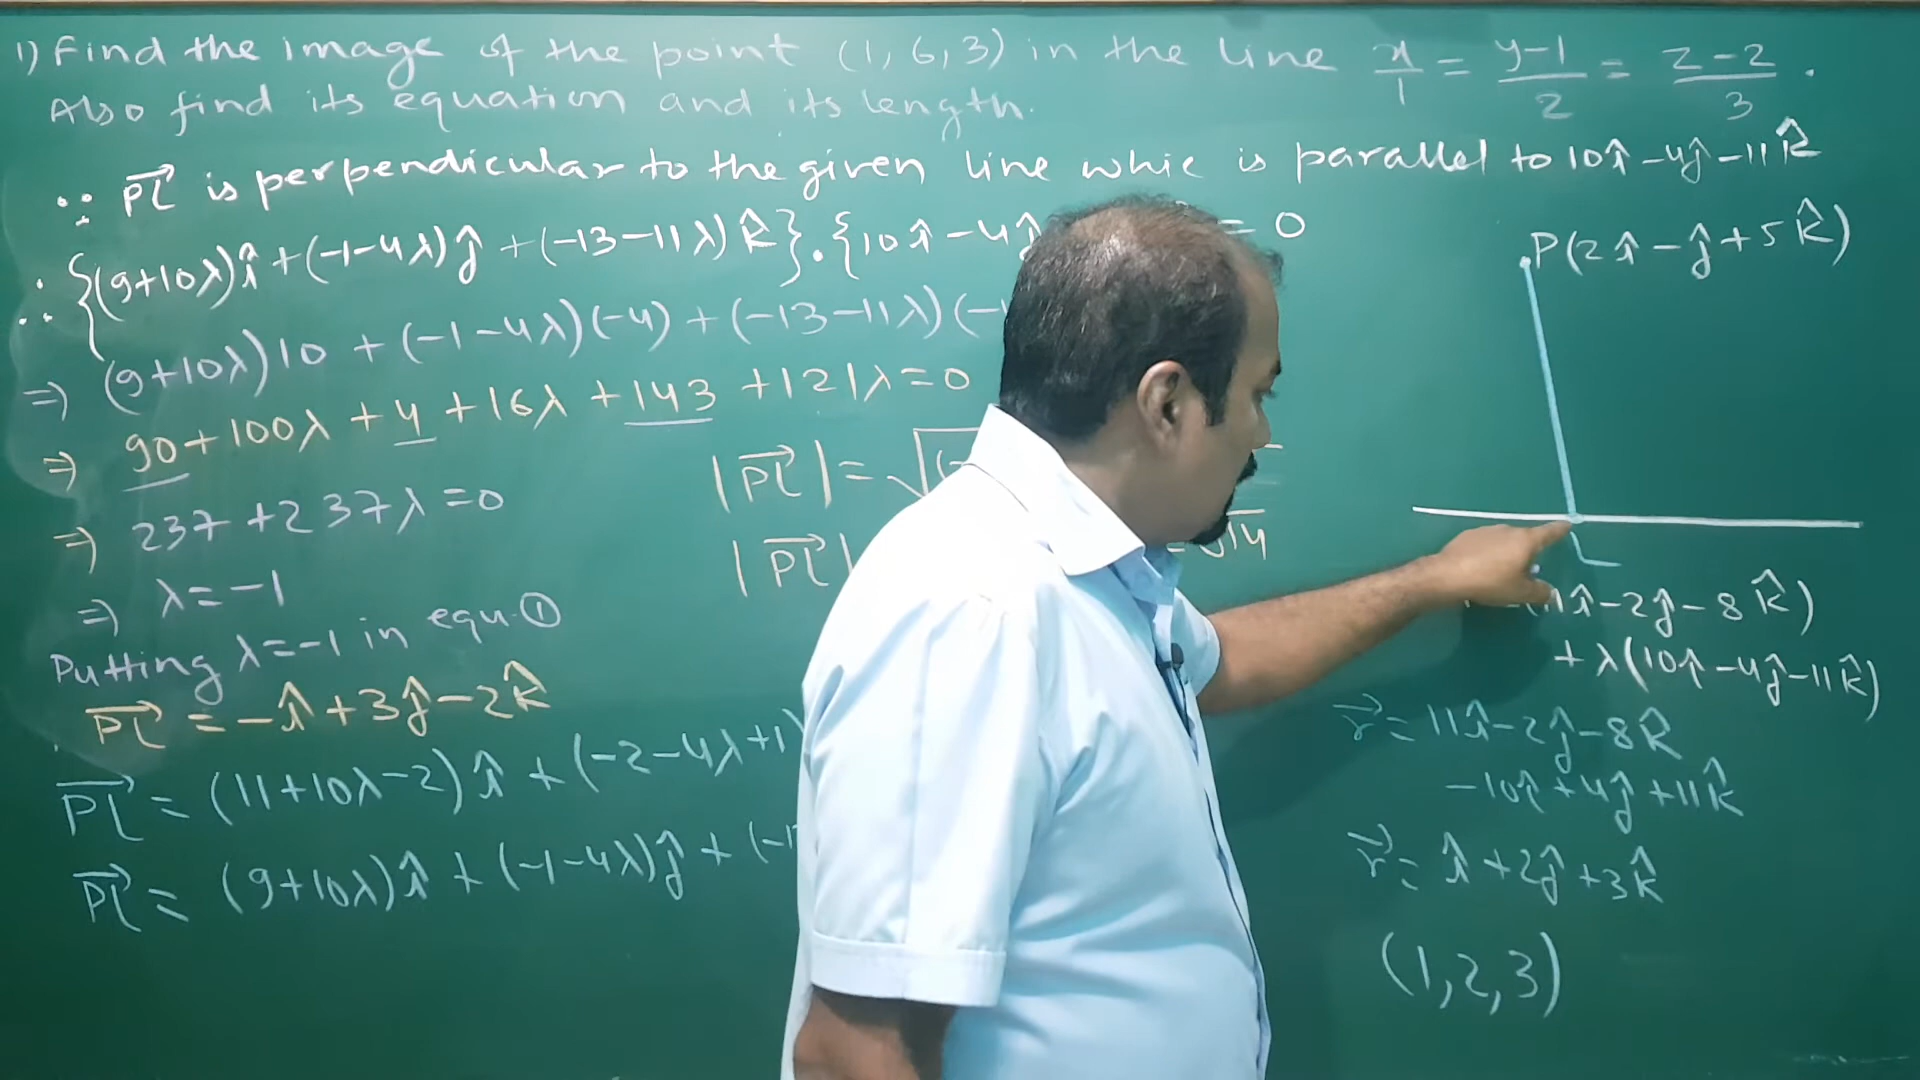 1) Find the image of the point (1, 6, 3) in the line x/1 = y-1/2 = z-2/3 .
Also find its equation and its length.
∵ PL⃗ is perpendicular to the given line whic is parallel to 10î-4ĵ-11k̂
∴ {(9+10λ)î+(-1-4λ)ĵ+(-13-11λ)k̂}.{10î-4ĵ = 0
⇒ (9+10λ)10 + (-1-4λ)(-4) + (-13-11λ)(-
⇒ 90+100λ+4+16λ+143+121λ=0
⇒ 237+237λ=0
⇒ λ=-1
Putting λ=-1 in equ.①
PL⃗ = -î+3ĵ-2k̂
PL⃗ = (11+10λ-2)î+(-2-4λ+1)
PL⃗ = (9+10λ)î+(-1-4λ)ĵ+(-1
|PL⃗|=√(
|PL⃗| = √14
P(2î-ĵ+5k̂)
L
(11î-2ĵ-8k̂)
+λ(10î-4ĵ-11k̂)
r⃗= 11î-2ĵ-8k̂
-10î+4ĵ+11k̂
r⃗= î+2ĵ+3k̂
(1,2,3)